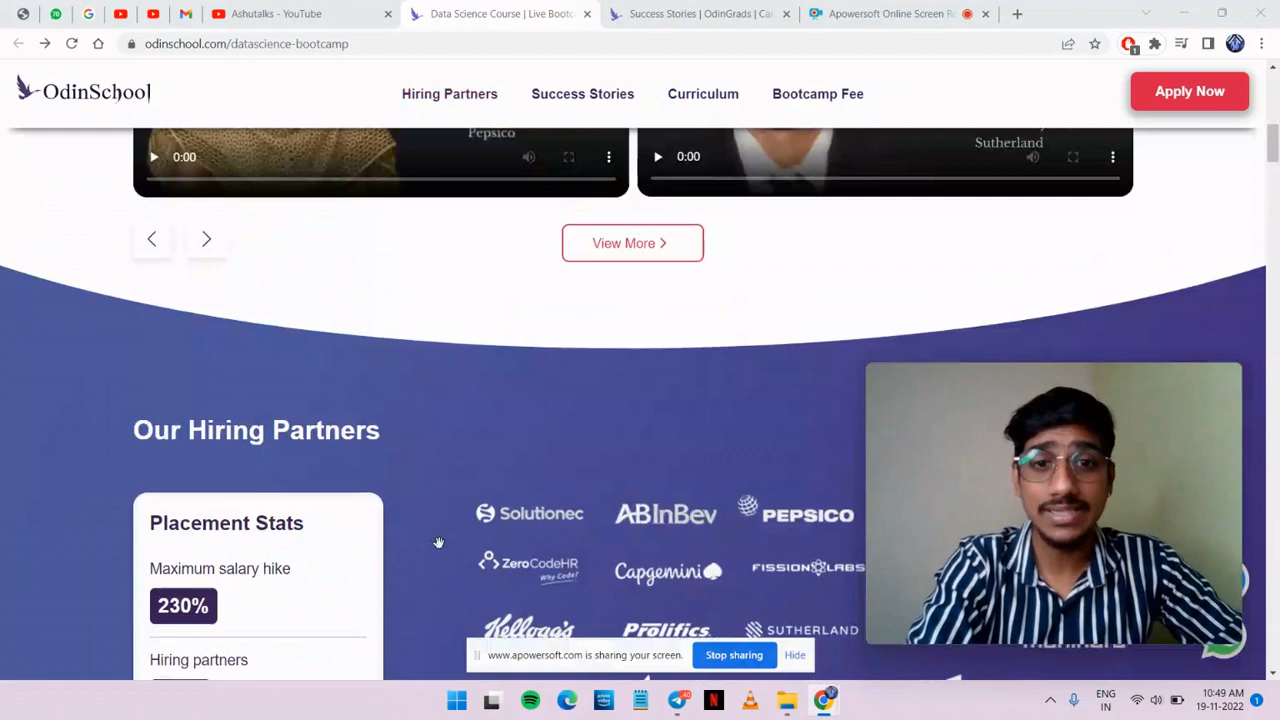 Ashutalks - YouTube
Data Science Course | Live Bootc
Success Stories | OdinGrads | Ca
Apowersoft Online Screen Re
odinschool.com/datascience-bootcamp
1
OdinSchool
Hiring Partners
Success Stories
Curriculum
Bootcamp Fee
Apply Now
Pepsico
Sutherland
0:00
0:00
View More
Our Hiring Partners
Placement Stats
Maximum salary hike
230%
Hiring partners
Solutionec
ABInBev
PEPSICO
ZeroCodeHR
Why Code?
Capgemini
FISSION LABS
Kellogg's
Prolifics
SUTHERLAND
www.apowersoft.com is sharing your screen.
Stop sharing
Hide
ENG
IN
10:49 AM
19-11-2022
1